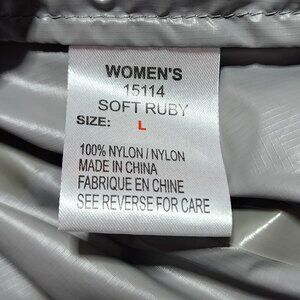 WOMEN'S
15114
SOFT RUBY
SIZE: L
100% NYLON / NYLON
MADE IN CHINA
FABRIQUE EN CHINE
SEE REVERSE FOR CARE